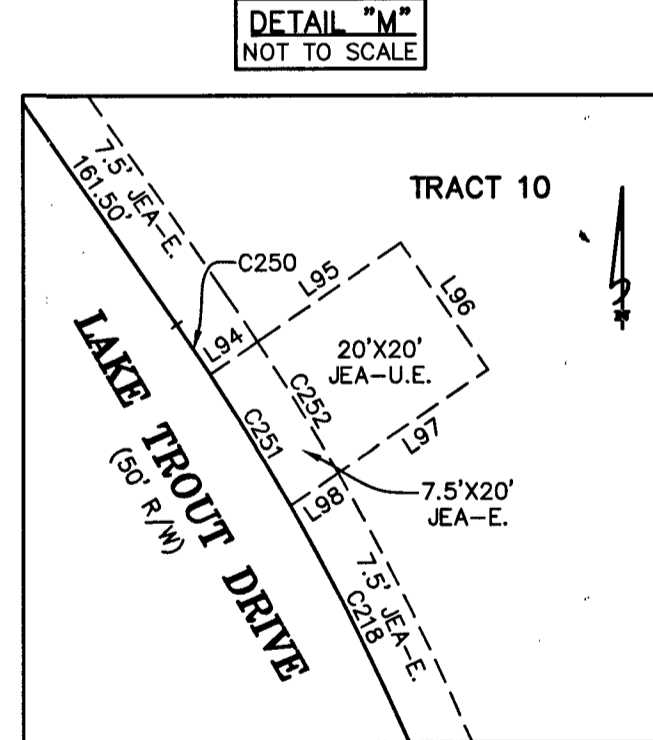 DETAIL "M"
NOT TO SCALE
7.5' JEA-E.
161.50'
TRACT 10
C250
L95
L96
L94
20'X20'
JEA-U.E.
C252
C251
L97
L98
7.5'X20'
JEA-E.
LAKE TROUT DRIVE
(50' R/W)
7.5' JEA-E.
C218
N